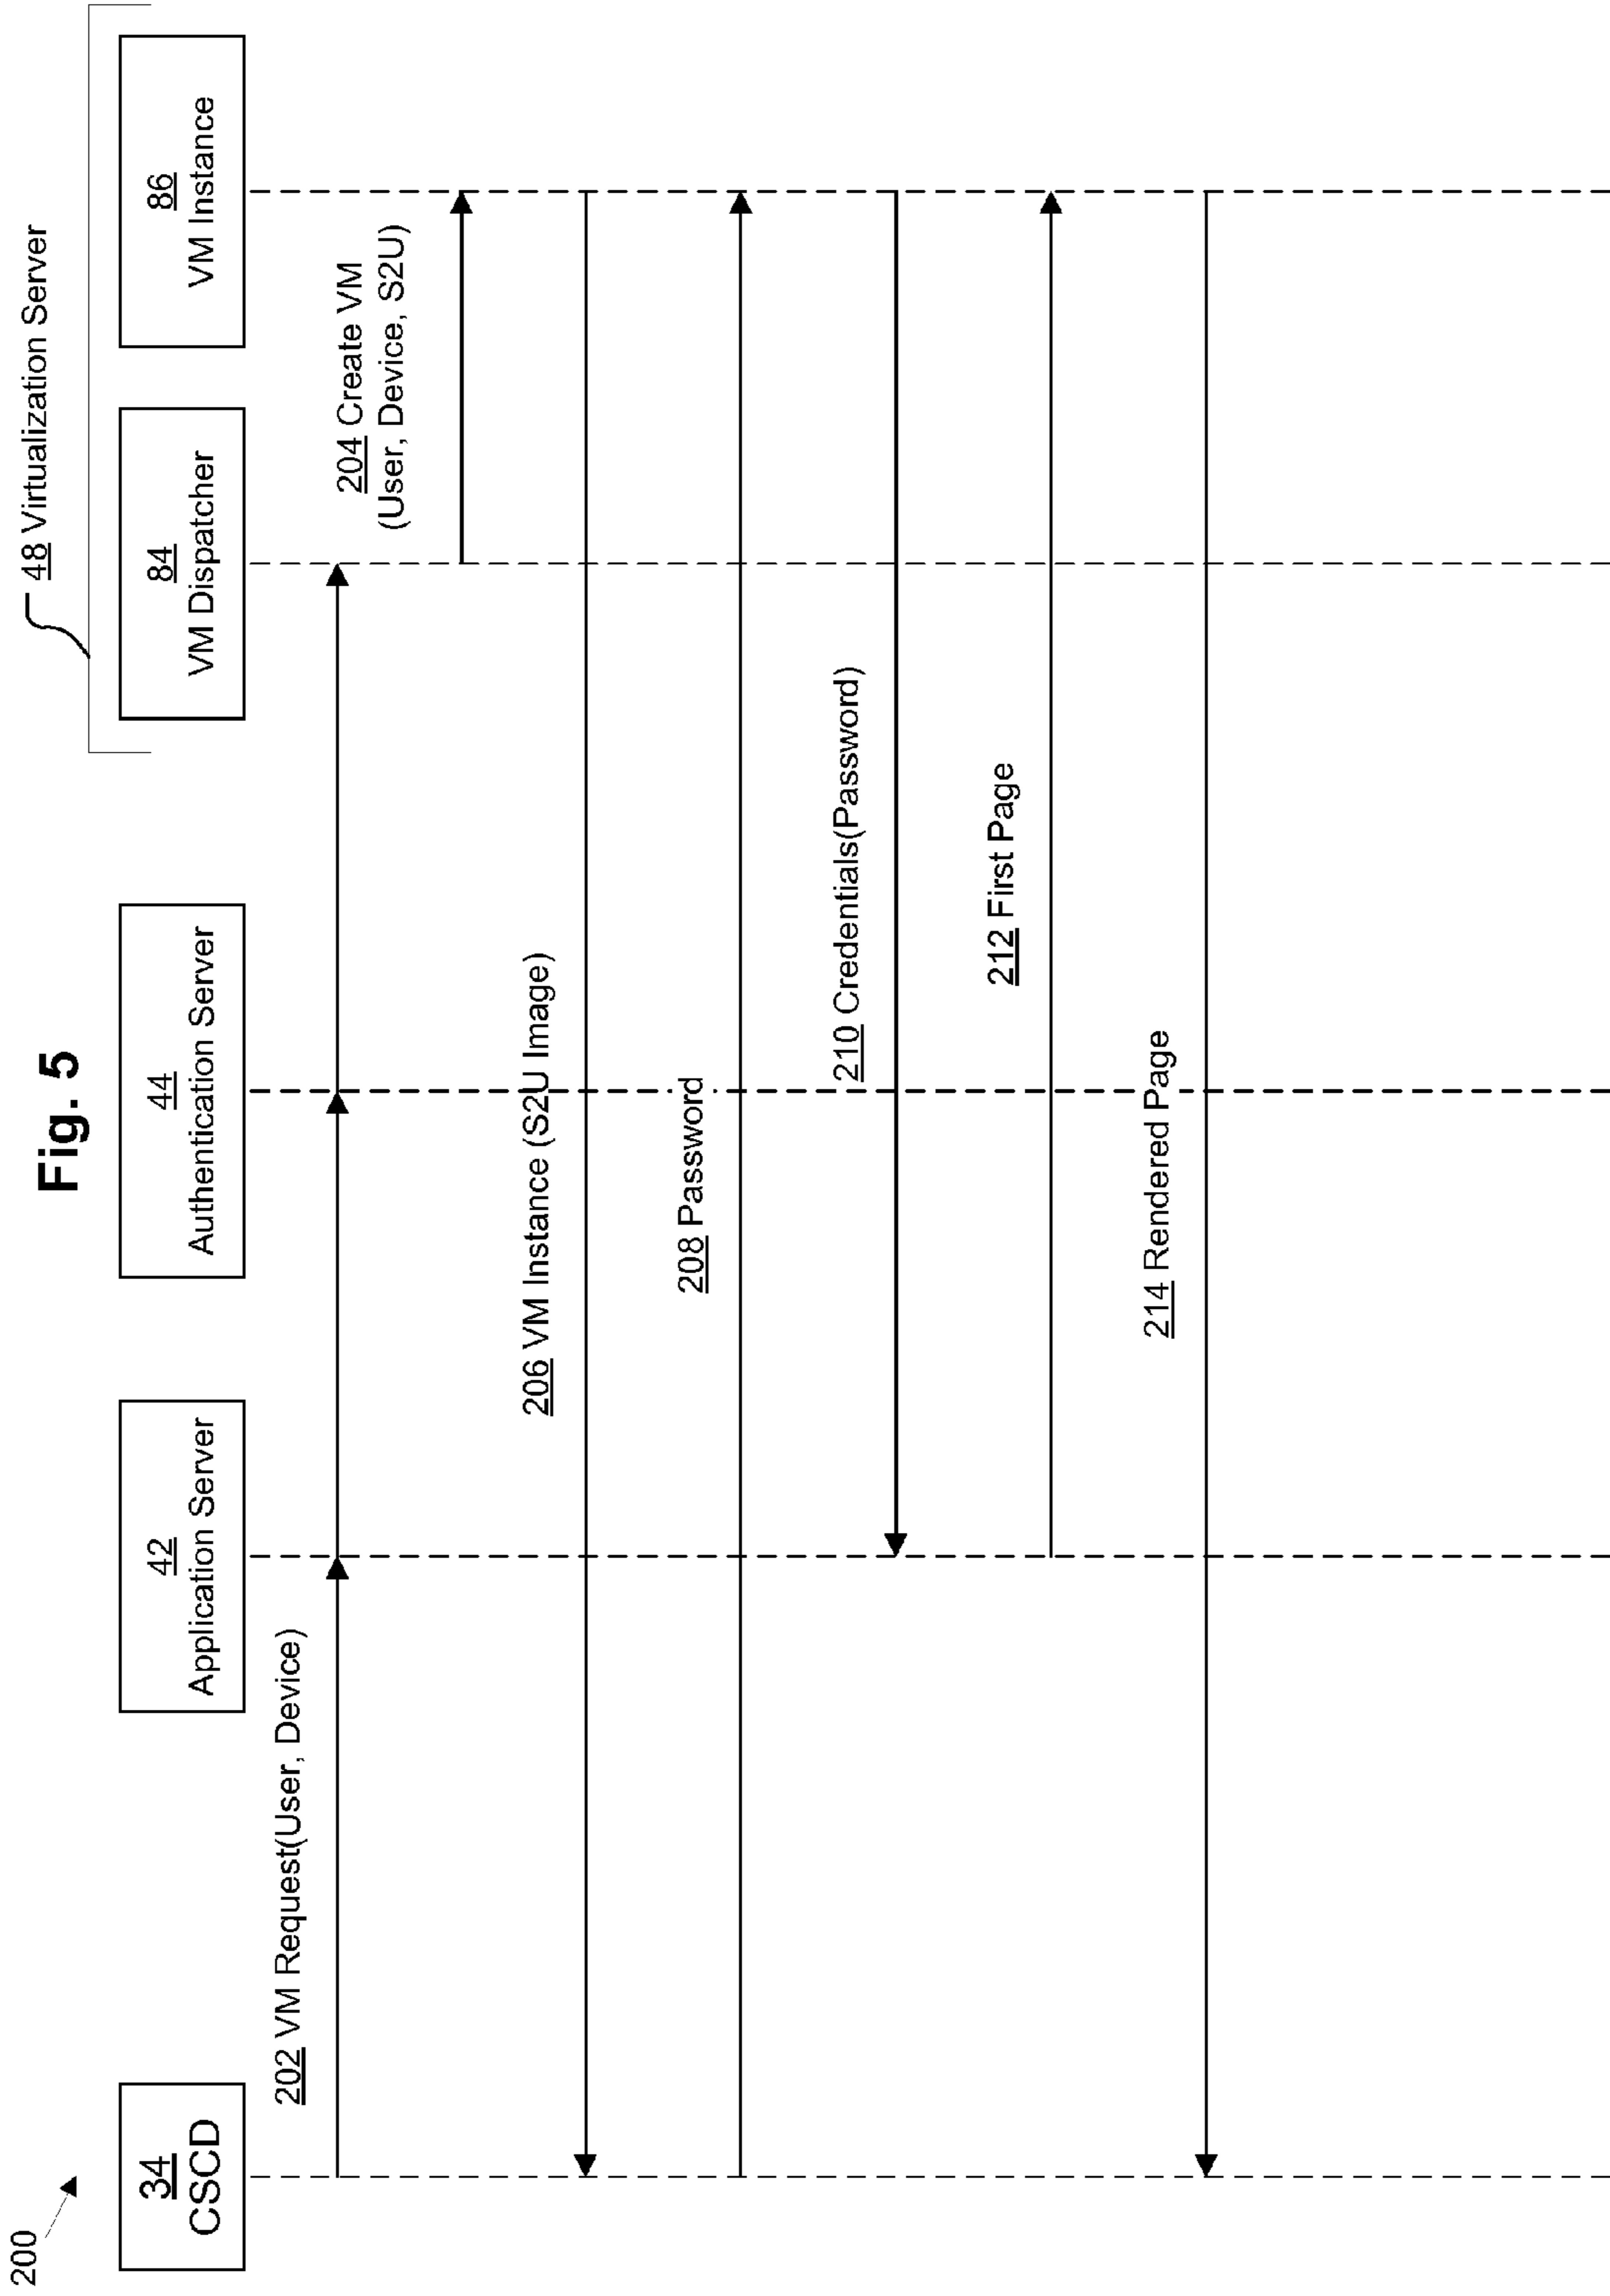 Fig. 5
200
48 Virtualization Server
34
CSCD
42
Application Server
44
Authentication Server
84
VM Dispatcher
86
VM Instance
202 VM Request(User, Device)
204 Create VM
(User, Device, S2U)
206 VM Instance (S2U Image)
208 Password
210 Credentials(Password)
212 First Page
214 Rendered Page